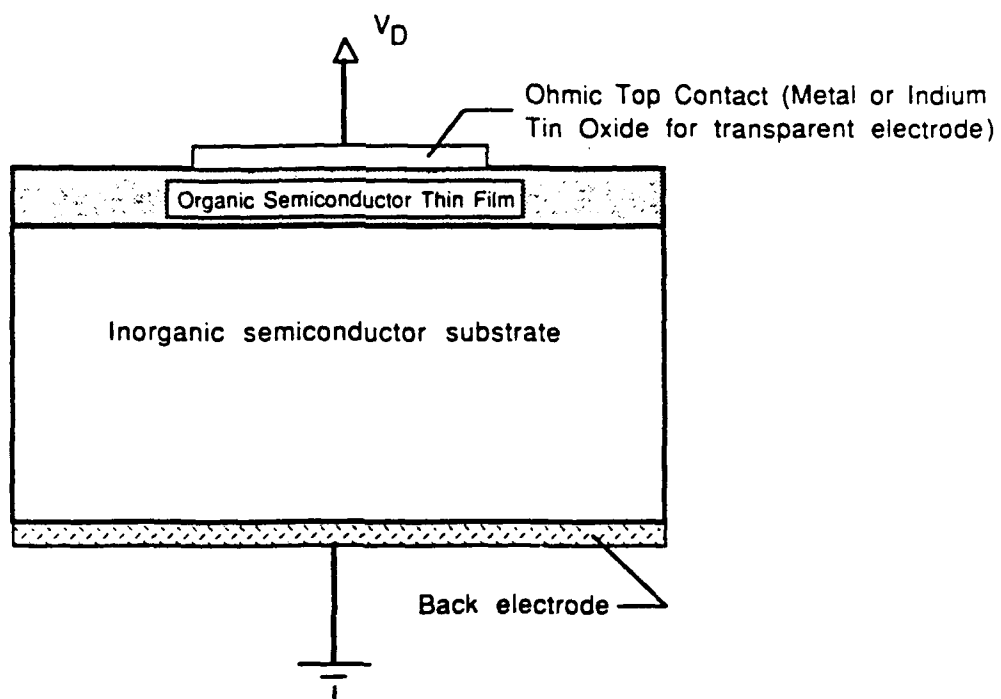 V_D
Ohmic Top Contact (Metal or Indium
Tin Oxide for transparent electrode)
Organic Semiconductor Thin Film
Inorganic semiconductor substrate
Back electrode